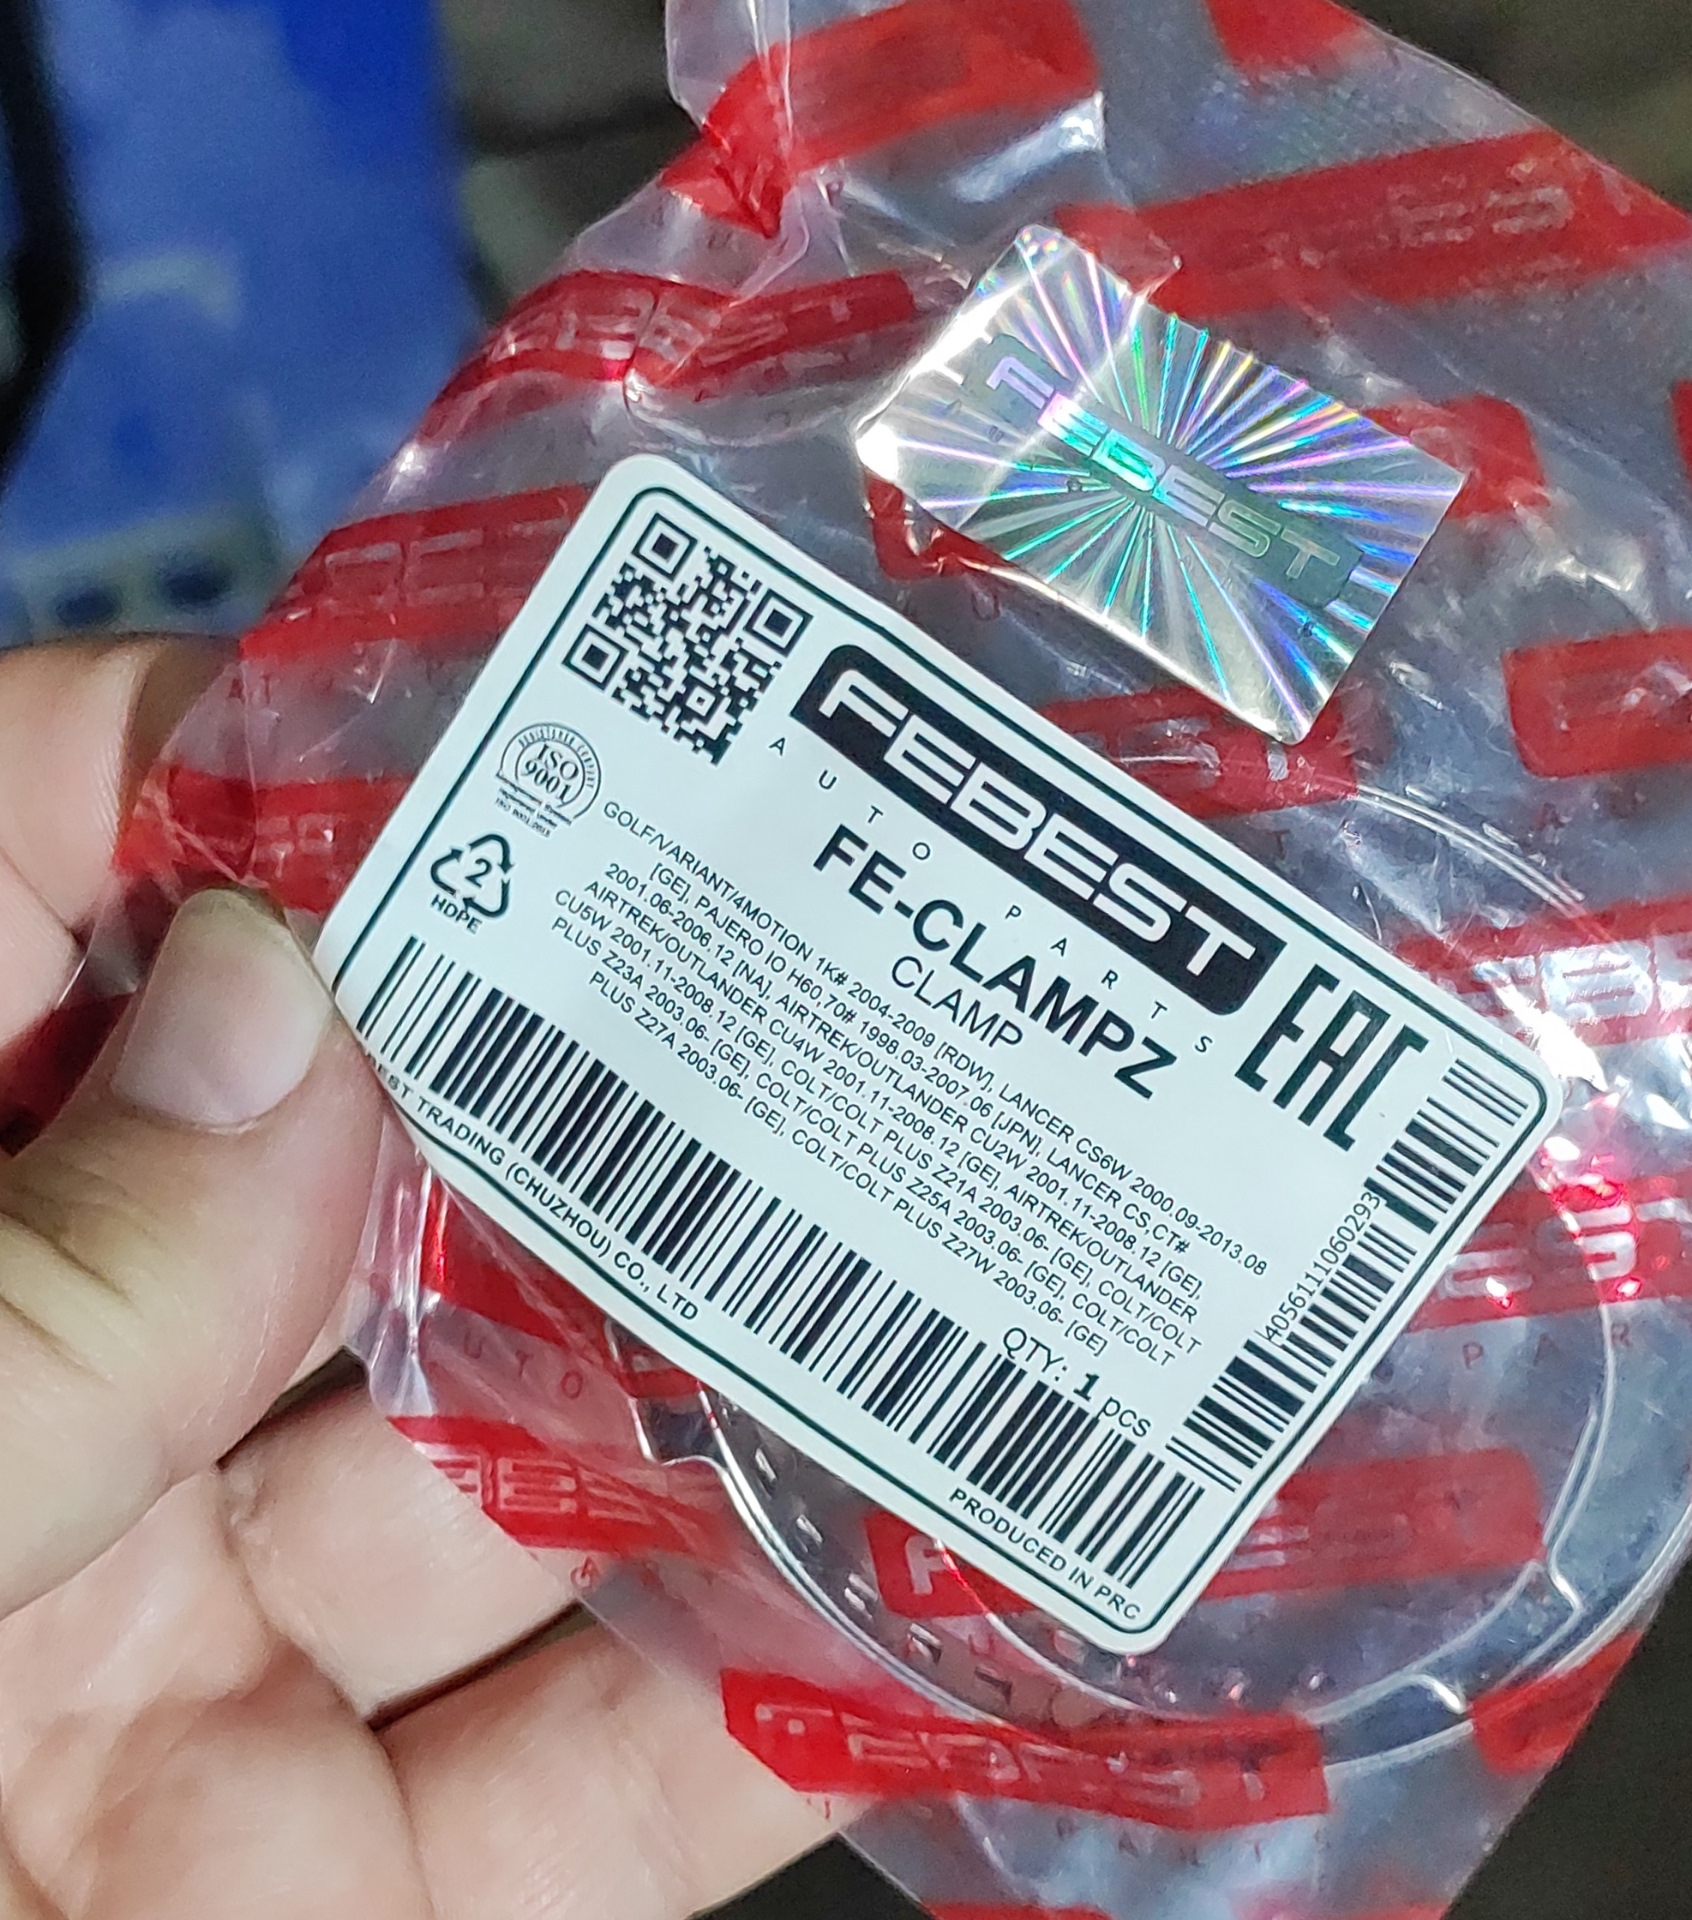 FEBEST
FEBEST
AUTO PARTS
FE-CLAMPZ
CLAMP
EAC
REGISTERED COMPANY
ISO
9001
ISO 9001:2015
2
HDPE
GOLF/VARIANT/4MOTION 1K# 2004-2009 [RDW], LANCER CS6W 2000.09-2013.08
[GE], PAJERO IO H60,70# 1998.03-2007.06 [JPN], LANCER CS,CT#
2001.06-2006.12 [NA], AIRTREK/OUTLANDER CU2W 2001.11-2008.12 [GE],
AIRTREK/OUTLANDER CU4W 2001.11-2008.12 [GE], AIRTREK/OUTLANDER
CU5W 2001.11-2008.12 [GE], COLT/COLT PLUS Z21A 2003.06- [GE], COLT/COLT
PLUS Z23A 2003.06- [GE], COLT/COLT PLUS Z25A 2003.06- [GE], COLT/COLT
PLUS Z27A 2003.06- [GE], COLT/COLT PLUS Z27W 2003.06- [GE]
QTY: 1 pcs
4056111060293
TRADING (CHUZHOU) CO., LTD
PRODUCED IN PRC